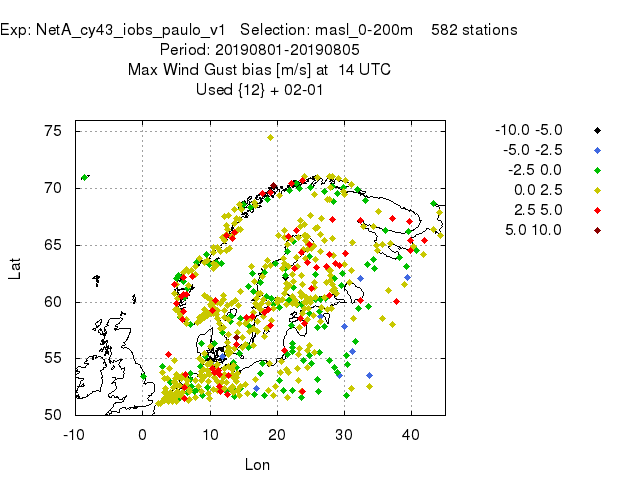 Exp: NetA_cy43_iobs_paulo_v1   Selection: masl_0-200m    582 stations
Period: 20190801-20190805
Max Wind Gust bias [m/s] at  14 UTC
Used {12} + 02-01
-10.0 -5.0
-5.0 -2.5
-2.5 0.0
0.0 2.5
2.5 5.0
5.0 10.0
75
70
65
60
55
50
Lat
-10 0 10 20 30 40
Lon